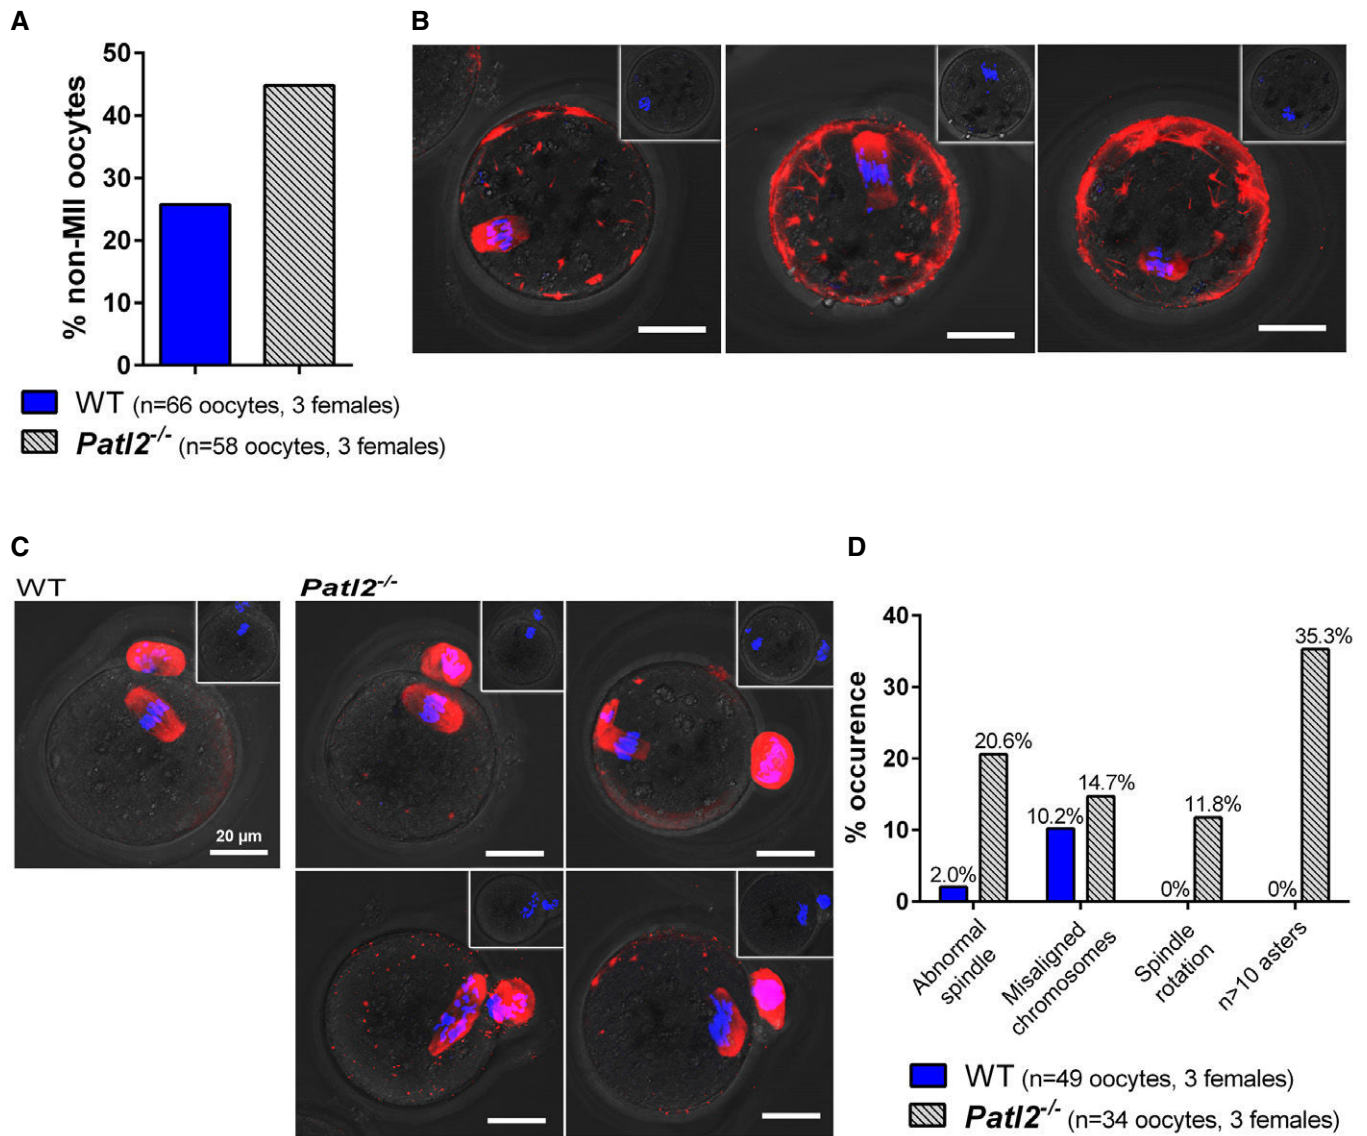 A
50
40
30
20
10
0
% non-MII oocytes
WT (n=66 oocytes, 3 females)
Patl2-/- (n=58 oocytes, 3 females)
B
C
WT
Patl2-/-
20 µm
D
40
30
20
10
0
% occurence
2.0%
20.6%
10.2%
14.7%
0%
11.8%
0%
35.3%
Abnormal
spindle
Misaligned
chromosomes
Spindle
rotation
n>10 asters
WT (n=49 oocytes, 3 females)
Patl2-/- (n=34 oocytes, 3 females)